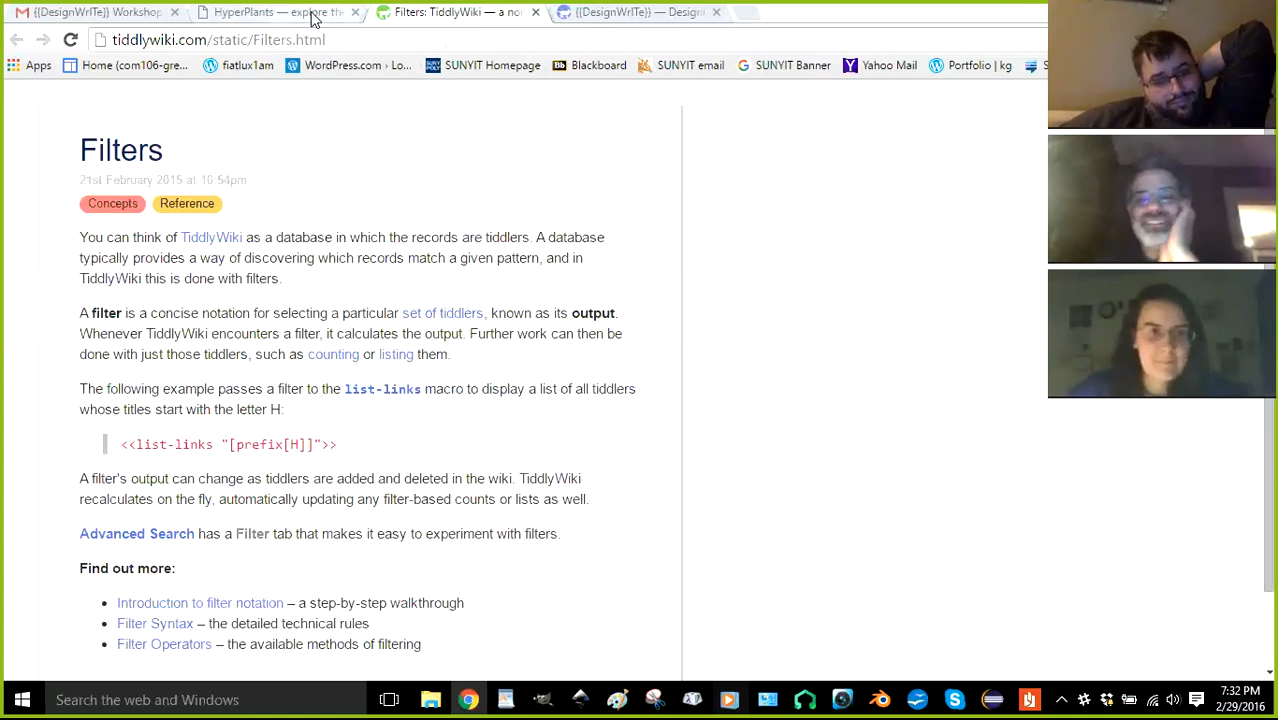 {{DesignWrITe}} Workshop
HyperPlants — explore th
Filters: TiddlyWiki — a no
{{DesignWrITe}} — Design
tiddlywiki.com/static/Filters.html
Apps
Home (com106-gre...
fiatlux1am
WordPress.com › Lo...
SUNYIT Homepage
Bb Blackboard
SUNYIT email
SUNYIT Banner
Yahoo Mail
Portfolio | kg
Filters
21st February 2015 at 10:54pm
Concepts Reference
You can think of TiddlyWiki as a database in which the records are tiddlers. A database
typically provides a way of discovering which records match a given pattern, and in
TiddlyWiki this is done with filters.
A filter is a concise notation for selecting a particular set of tiddlers, known as its output.
Whenever TiddlyWiki encounters a filter, it calculates the output. Further work can then be
done with just those tiddlers, such as counting or listing them.
The following example passes a filter to the list-links macro to display a list of all tiddlers
whose titles start with the letter H:
<<list-links "[prefix[H]]">>
A filter's output can change as tiddlers are added and deleted in the wiki. TiddlyWiki
recalculates on the fly, automatically updating any filter-based counts or lists as well.
Advanced Search has a Filter tab that makes it easy to experiment with filters.
Find out more:
• Introduction to filter notation – a step-by-step walkthrough
• Filter Syntax – the detailed technical rules
• Filter Operators – the available methods of filtering
Search the web and Windows
7:32 PM
2/29/2016